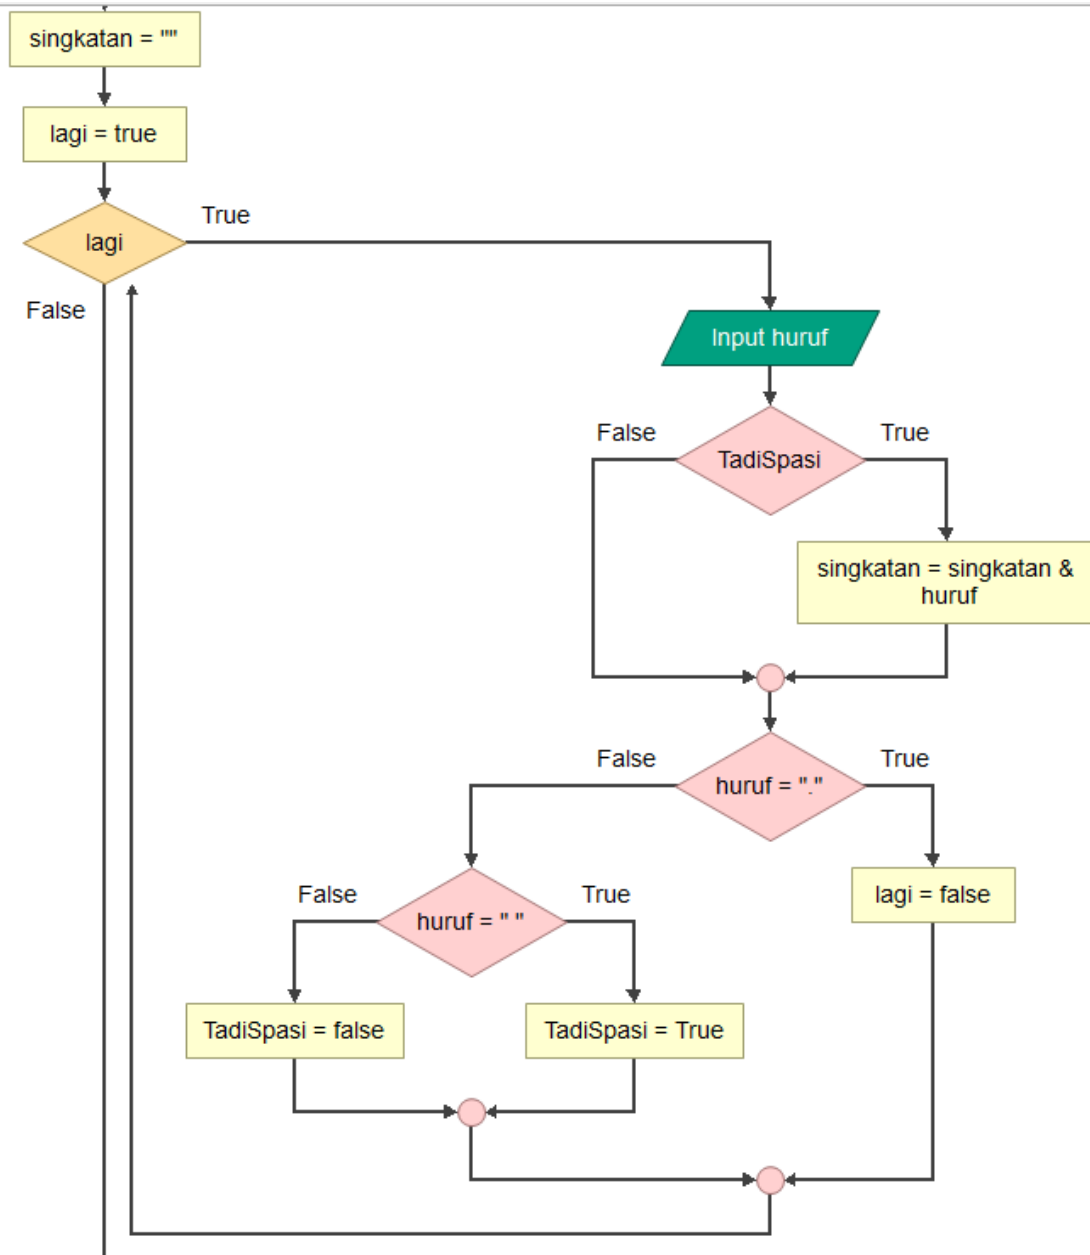 singkatan = ""
lagi = true
lagi
True
False
Input huruf
False
True
TadiSpasi
singkatan = singkatan &
huruf
False
True
huruf = "."
False
True
huruf = " "
lagi = false
TadiSpasi = false
TadiSpasi = True